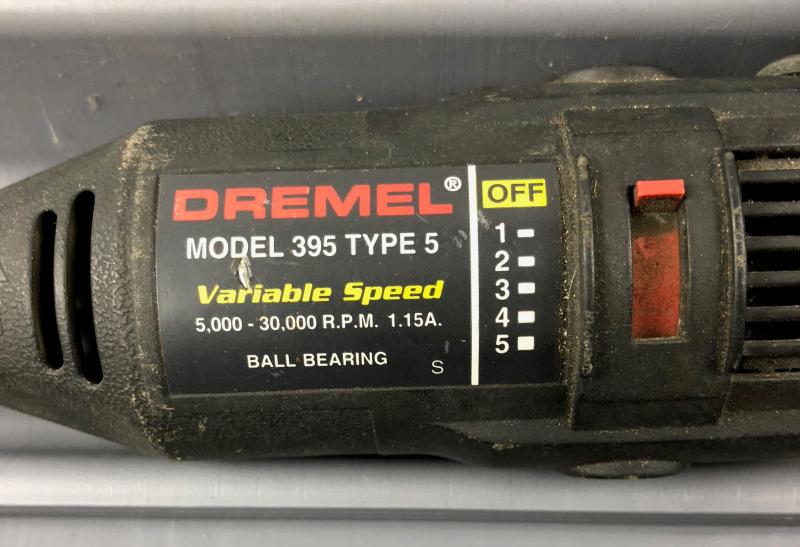 DREMEL®
MODEL 395 TYPE 5
Variable Speed
5,000 - 30,000 R.P.M. 1.15A.
BALL BEARING
S
OFF
1
2
3
4
5